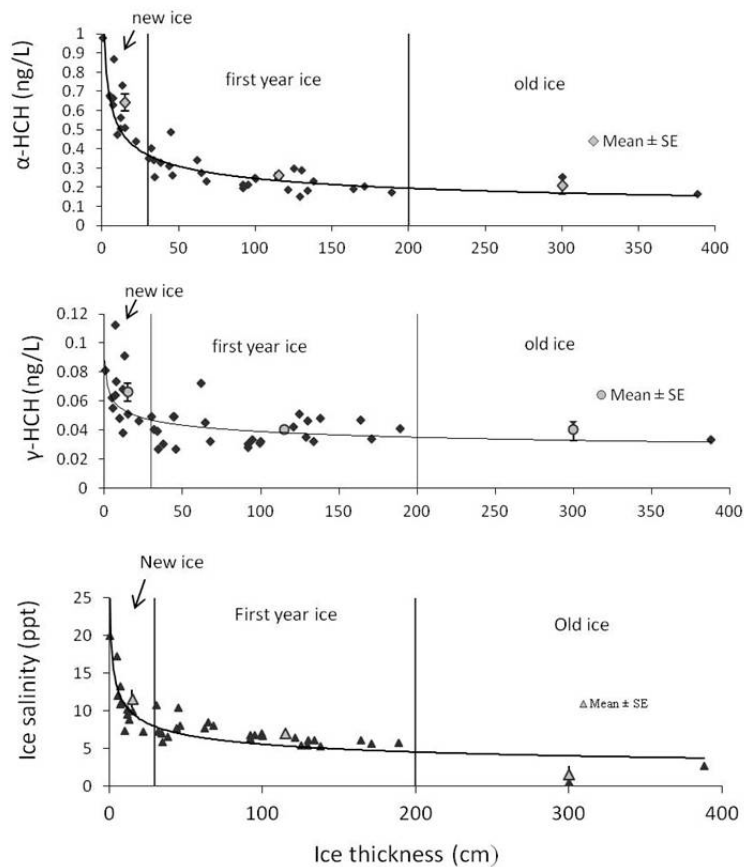 new ice
first year ice
old ice
Mean ± SE
α-HCH (ng/L)
1
0.9
0.8
0.7
0.6
0.5
0.4
0.3
0.2
0.1
0
0 50 100 150 200 250 300 350 400
new ice
first year ice
old ice
Mean ± SE
γ-HCH (ng/L)
0.12
0.1
0.08
0.06
0.04
0.02
0
0 50 100 150 200 250 300 350 400
New ice
First year ice
Old ice
Mean ± SE
Ice salinity (ppt)
25
20
15
10
5
0
0 100 200 300 400
Ice thickness (cm)